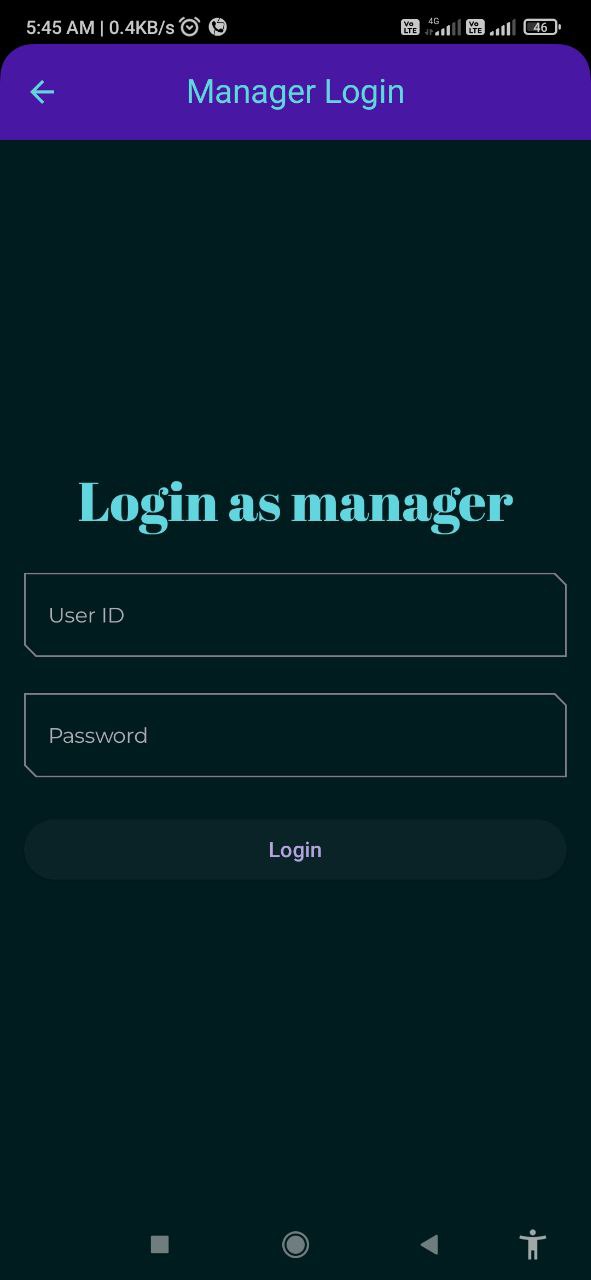 5:45 AM | 0.4KB/s
Vo LTE 4G Vo LTE 46
Manager Login
Login as manager
User ID
Password
Login